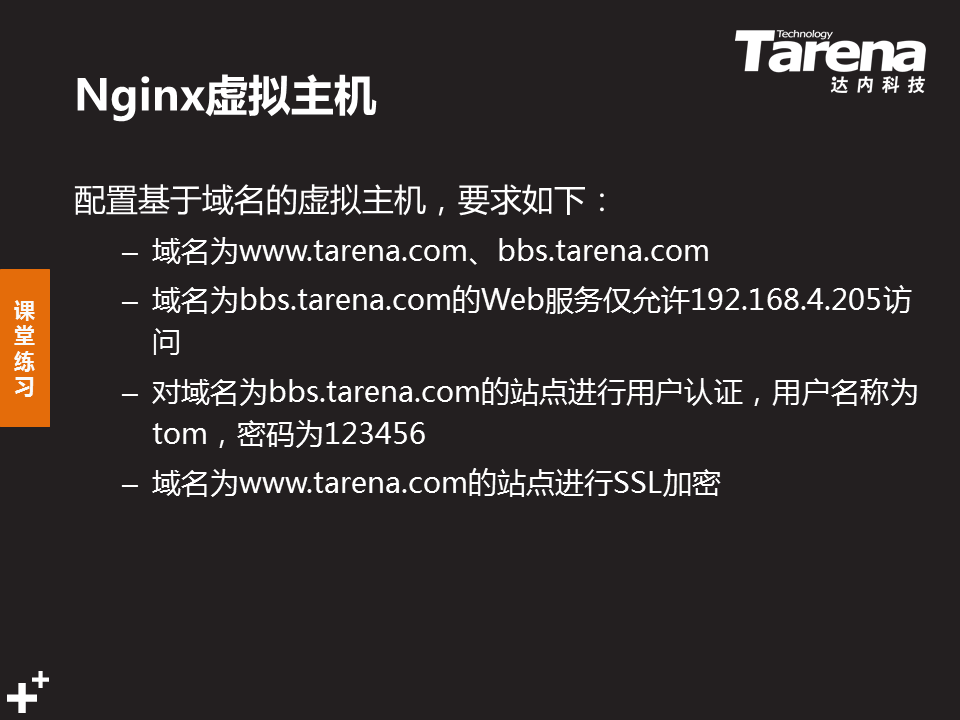 Technology
Tarena
达内科技
Nginx虚拟主机
配置基于域名的虚拟主机，要求如下：
– 域名为www.tarena.com、bbs.tarena.com
– 域名为bbs.tarena.com的Web服务仅允许192.168.4.205访
问
– 对域名为bbs.tarena.com的站点进行用户认证，用户名称为
tom，密码为123456
– 域名为www.tarena.com的站点进行SSL加密
课
堂
练
习